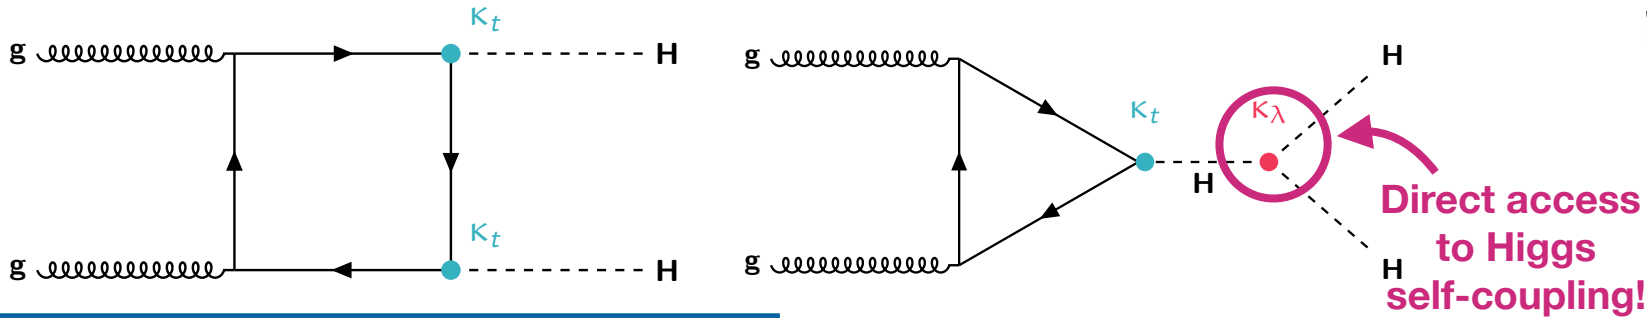 κt
g
H
κt
g
H
g
H
κt
κλ
H
g
H
Direct access
to Higgs
self-coupling!